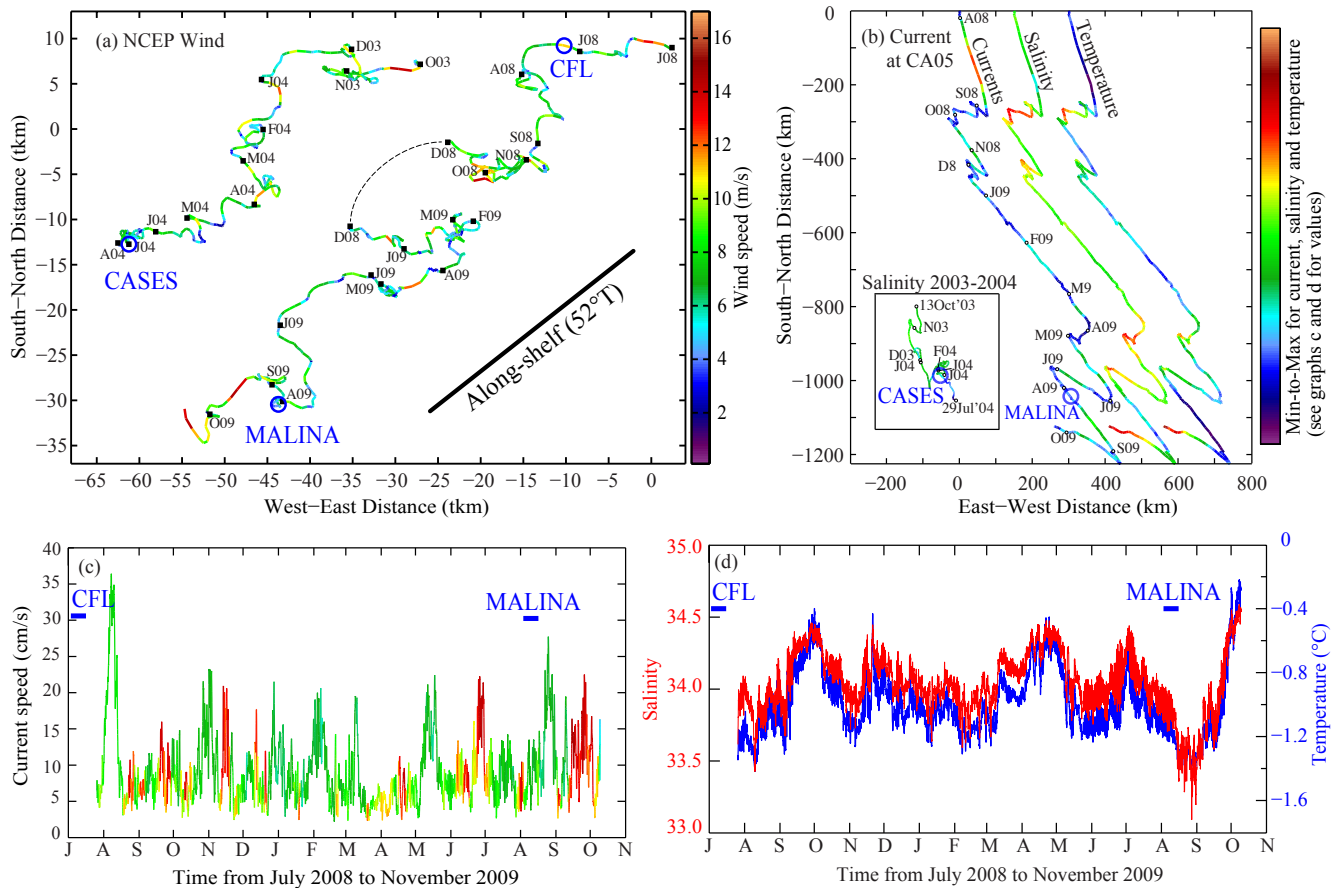 (a) NCEP Wind
South−North Distance (tkm)
10
5
0
−5
−10
−15
−20
−25
−30
−35
−65
−60
−55
−50
−45
−40
−35
−30
−25
−20
−15
−10
−5
0
West−East Distance (tkm)
D03
O03
N03
J04
F04
M04
A04
M04
J04
A04
J04
CASES
CFL
J08
J08
A08
S08
N08
O08
D08
D08
M09
F09
J09
A09
J09
M09
J09
S09
A09
O09
MALINA
Along−shelf (52°T)
16
14
12
10
8
6
4
2
Wind speed (m/s)
(b) Current
at CA05
South−North Distance (km)
0
−200
−400
−600
−800
−1000
−1200
−200
0
200
400
600
800
East−West Distance (km)
Currents
Salinity
Temperature
A08
S08
O08
N08
D8
J09
F09
M9
A09
M09
J09
A09
J09
MALINA
O09
S09
Salinity 2003-2004
13Oct'03
N03
D03
F04
J04
J04
J04
CASES
29Jul'04
Min-to-Max for current, salinity and temperature
(see graphs c and d for values)
(c)
CFL
MALINA
Current speed (cm/s)
40
35
30
25
20
15
10
5
0
J A S O N D J F M A M J J A S O N
Time from July 2008 to November 2009
(d)
CFL
MALINA
Salinity
35.0
34.5
34.0
33.5
33.0
0
−0.4
−0.8
−1.2
−1.6
Temperature (°C)
J A S O N D J F M A M J J A S O N
Time from July 2008 to November 2009